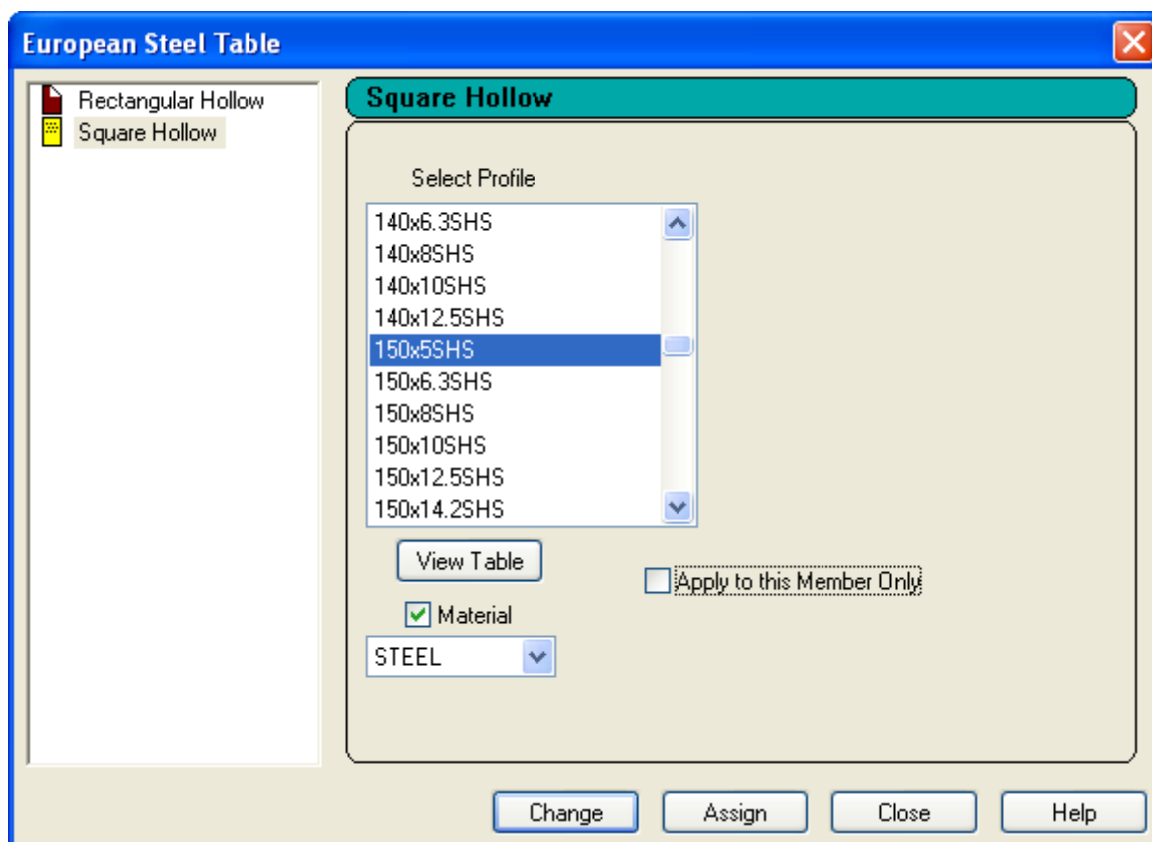 European Steel Table
Rectangular Hollow
Square Hollow
Square Hollow
Select Profile
140x6.3SHS
140x8SHS
140x10SHS
140x12.5SHS
150x5SHS
150x6.3SHS
150x8SHS
150x10SHS
150x12.5SHS
150x14.2SHS
View Table
Apply to this Member Only
Material
STEEL
Change Assign Close Help